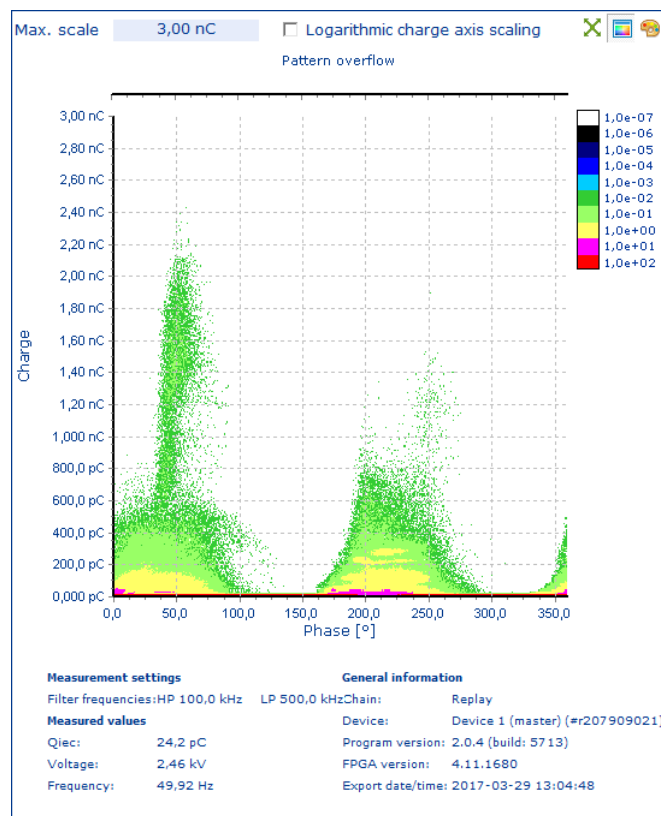 Max. scale 3,00 nC Logarithmic charge axis scaling
Pattern overflow
3,00 nC
2,80 nC
2,60 nC
2,40 nC
2,20 nC
2,00 nC
1,80 nC
1,60 nC
1,40 nC
1,20 nC
1,000 nC
800,0 pC
600,0 pC
400,0 pC
200,0 pC
0,000 pC
Charge
0,0 50,0 100,0 150,0 200,0 250,0 300,0 350,0
Phase [°]
1,0e-07
1,0e-06
1,0e-05
1,0e-04
1,0e-03
1,0e-02
1,0e-01
1,0e+00
1,0e+01
1,0e+02
Measurement settings
Filter frequencies: HP 100,0 kHz LP 500,0 kHz
Measured values
Qiec: 24,2 pC
Voltage: 2,46 kV
Frequency: 49,92 Hz
General information
Chain: Replay
Device: Device 1 (master) (#r207909021)
Program version: 2.0.4 (build: 5713)
FPGA version: 4.11.1680
Export date/time: 2017-03-29 13:04:48